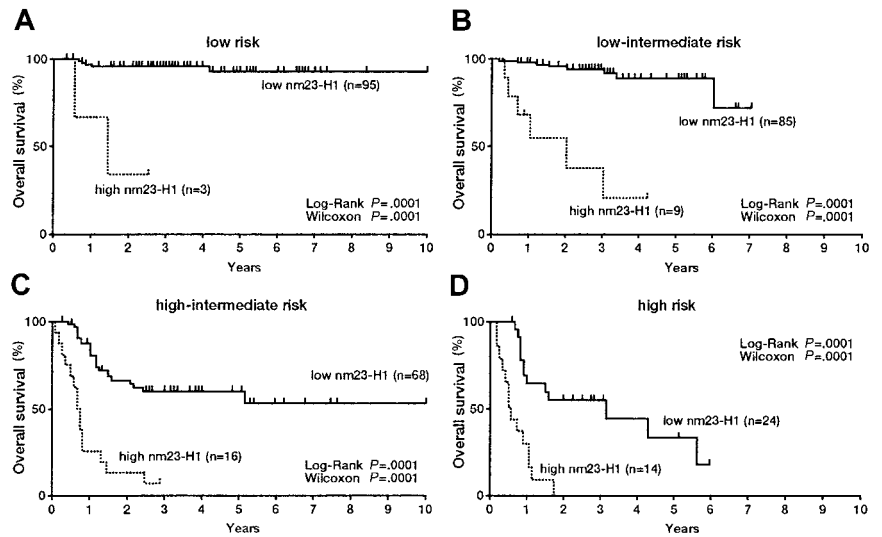 A
low risk
Overall survival (%)
100
50
0
low nm23-H1 (n=95)
high nm23-H1 (n=3)
Log-Rank P=.0001
Wilcoxon P=.0001
0 1 2 3 4 5 6 7 8 9 10
Years
B
low-intermediate risk
Overall survival (%)
100
50
0
low nm23-H1 (n=85)
high nm23-H1 (n=9)
Log-Rank P=.0001
Wilcoxon P=.0001
0 1 2 3 4 5 6 7 8 9 10
Years
C
high-intermediate risk
Overall survival (%)
100
50
0
low nm23-H1 (n=68)
high nm23-H1 (n=16)
Log-Rank P=.0001
Wilcoxon P=.0001
0 1 2 3 4 5 6 7 8 9 10
Years
D
high risk
Overall survival (%)
100
50
0
Log-Rank P=.0001
Wilcoxon P=.0001
low nm23-H1 (n=24)
high nm23-H1 (n=14)
0 1 2 3 4 5 6 7 8 9 10
Years